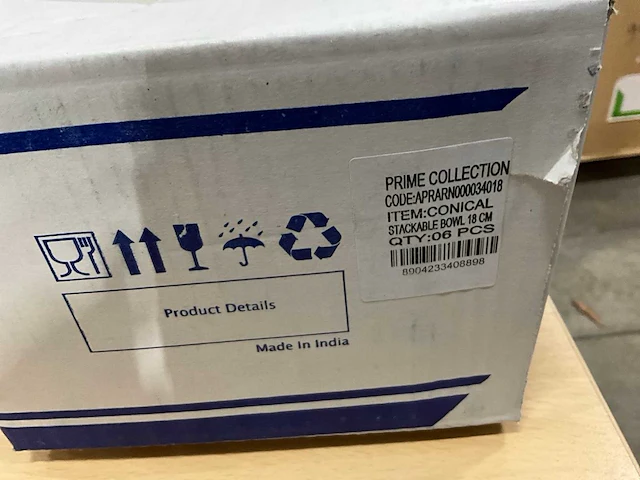 PRIME COLLECTION
CODE:APRARN000034018
ITEM:CONICAL
STACKABLE BOWL 18 CM
QTY:06 PCS
8904233408898
Product Details
Made In India